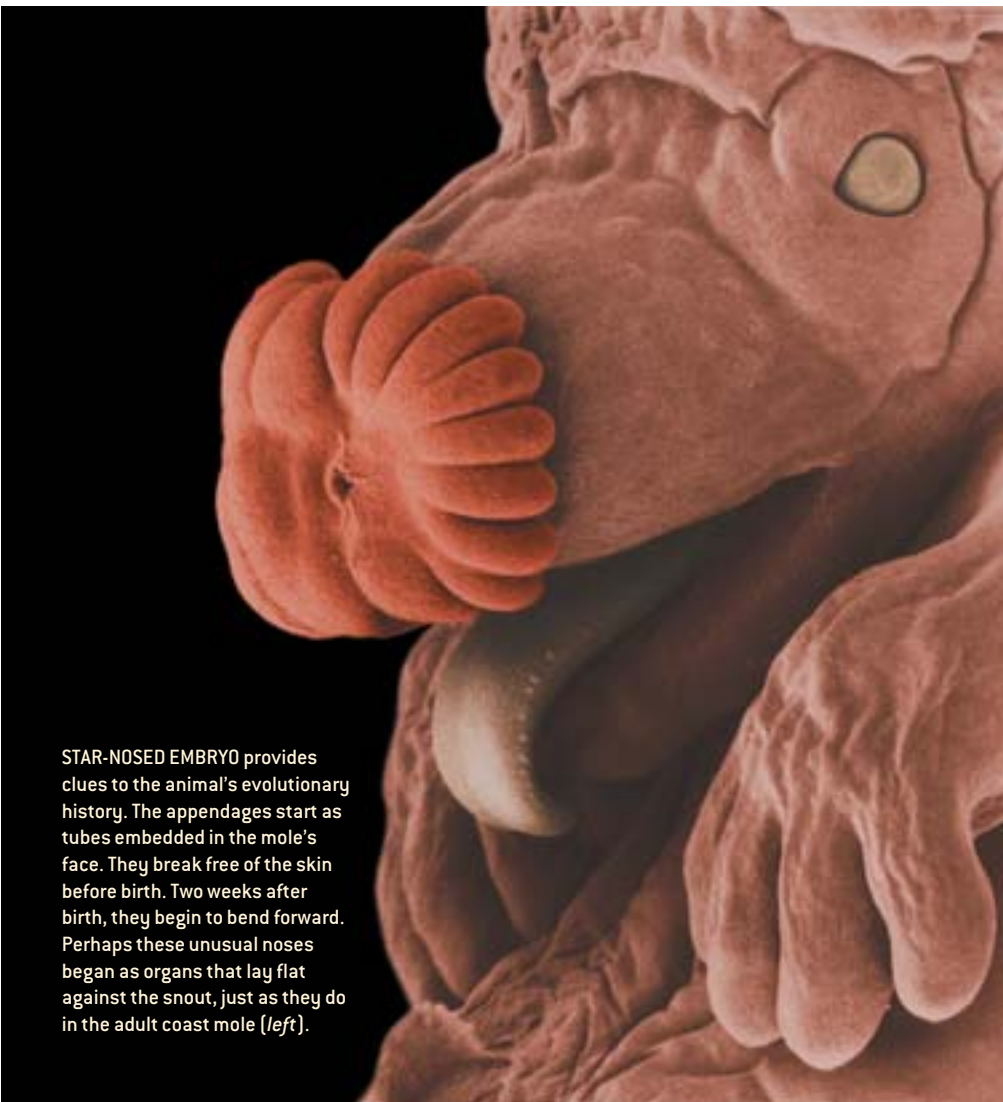 STAR-NOSED EMBRYO provides
clues to the animal's evolutionary
history. The appendages start as
tubes embedded in the mole's
face. They break free of the skin
before birth. Two weeks after
birth, they begin to bend forward.
Perhaps these unusual noses
began as organs that lay flat
against the snout, just as they do
in the adult coast mole (left).